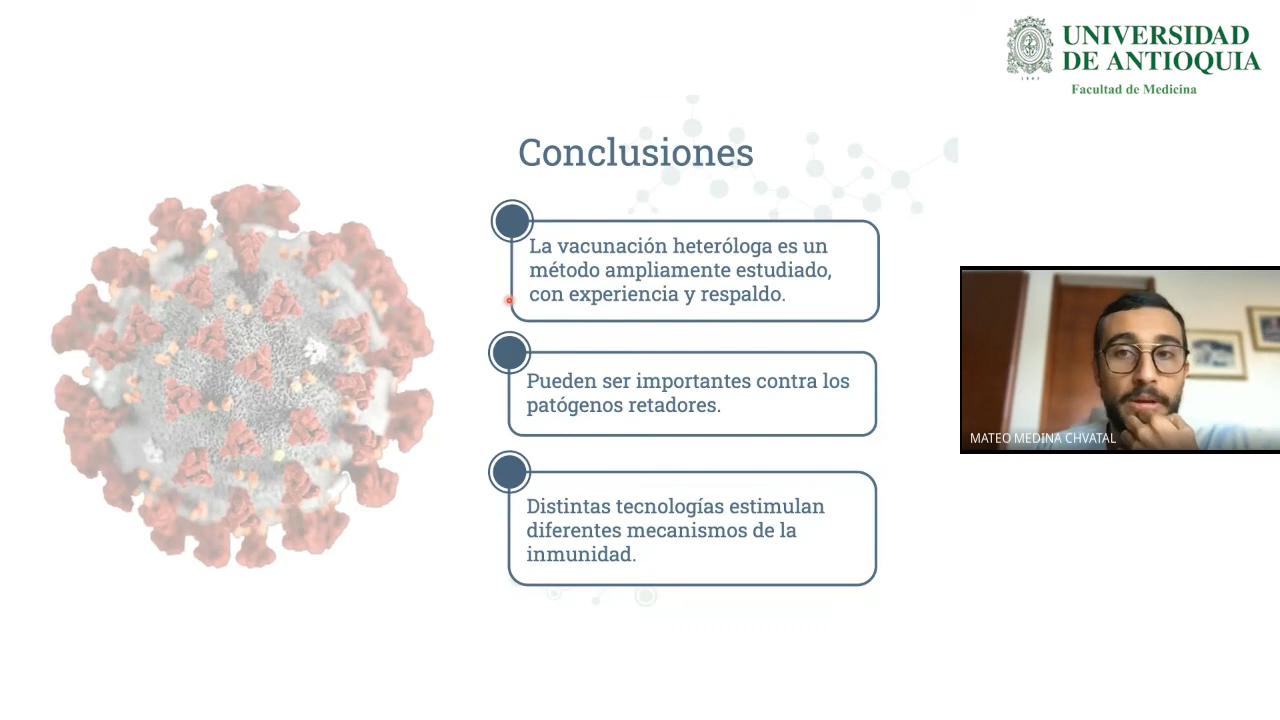 UNIVERSIDAD
DE ANTIOQUIA
1803
Facultad de Medicina
Conclusiones
La vacunación heteróloga es un
método ampliamente estudiado,
con experiencia y respaldo.
Pueden ser importantes contra los
patógenos retadores.
Distintas tecnologías estimulan
diferentes mecanismos de la
inmunidad.
MATEO MEDINA CHVATAL